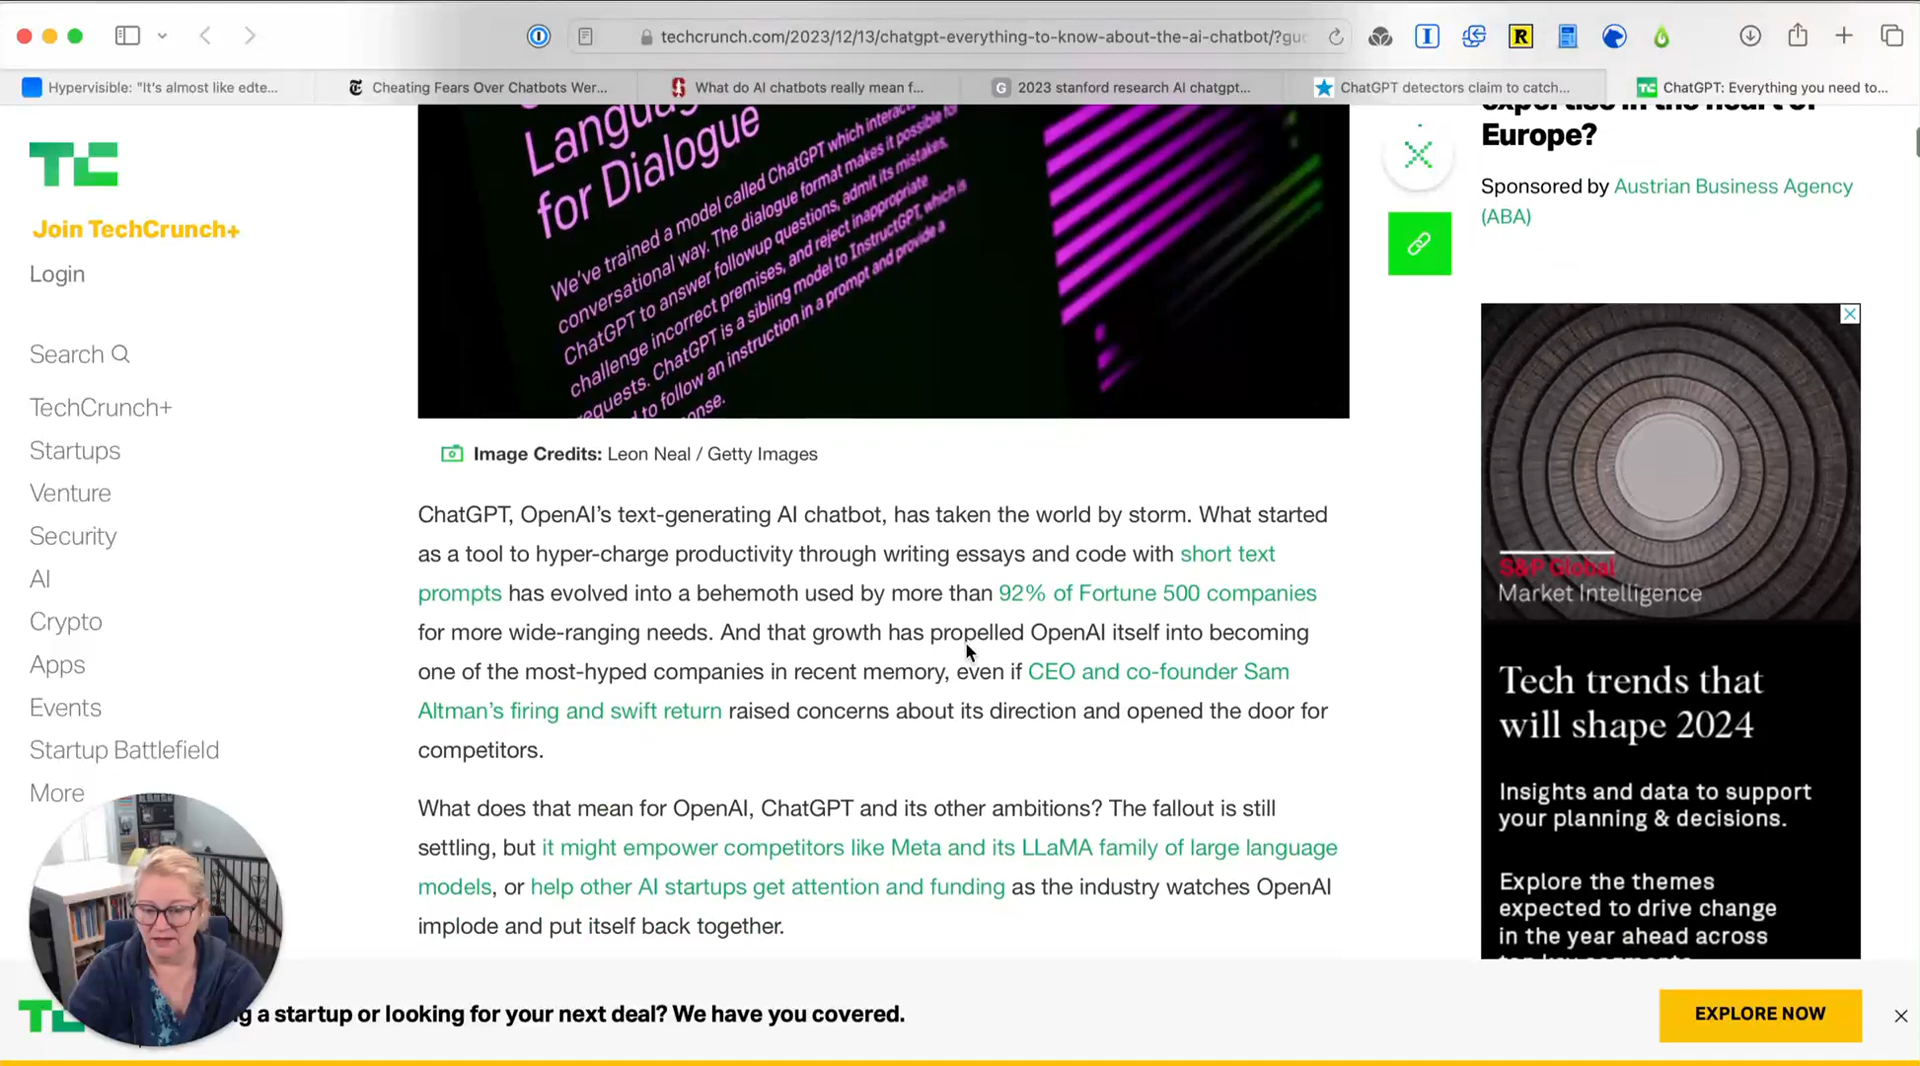 techcrunch.com/2023/12/13/chatgpt-everything-to-know-about-the-ai-chatbot/?guc
Hypervisible: "It's almost like edte...
Cheating Fears Over Chatbots Wer...
What do AI chatbots really mean f...
2023 stanford research AI chatgpt...
ChatGPT detectors claim to catch...
ChatGPT: Everything you need to...
Join TechCrunch+
Login
Search
TechCrunch+
Startups
Venture
Security
AI
Crypto
Apps
Events
Startup Battlefield
More
Language
for Dialogue
We've trained a model called ChatGPT which interacts
conversational way. The dialogue format makes it possible for
ChatGPT to answer followup questions, admit its mistakes,
challenge incorrect premises, and reject inappropriate
requests. ChatGPT is a sibling model to InstructGPT, which is
to follow an instruction in a prompt and provide a
Image Credits: Leon Neal / Getty Images
ChatGPT, OpenAI's text-generating AI chatbot, has taken the world by storm. What started
as a tool to hyper-charge productivity through writing essays and code with short text
prompts has evolved into a behemoth used by more than 92% of Fortune 500 companies
for more wide-ranging needs. And that growth has propelled OpenAI itself into becoming
one of the most-hyped companies in recent memory, even if CEO and co-founder Sam
Altman's firing and swift return raised concerns about its direction and opened the door for
competitors.
What does that mean for OpenAI, ChatGPT and its other ambitions? The fallout is still
settling, but it might empower competitors like Meta and its LLaMA family of large language
models, or help other AI startups get attention and funding as the industry watches OpenAI
implode and put itself back together.
expertise in the heart of
Europe?
Sponsored by Austrian Business Agency
(ABA)
S&P Global
Market Intelligence
Tech trends that
will shape 2024
Insights and data to support
your planning & decisions.
Explore the themes
expected to drive change
in the year ahead across
a startup or looking for your next deal? We have you covered.
EXPLORE NOW